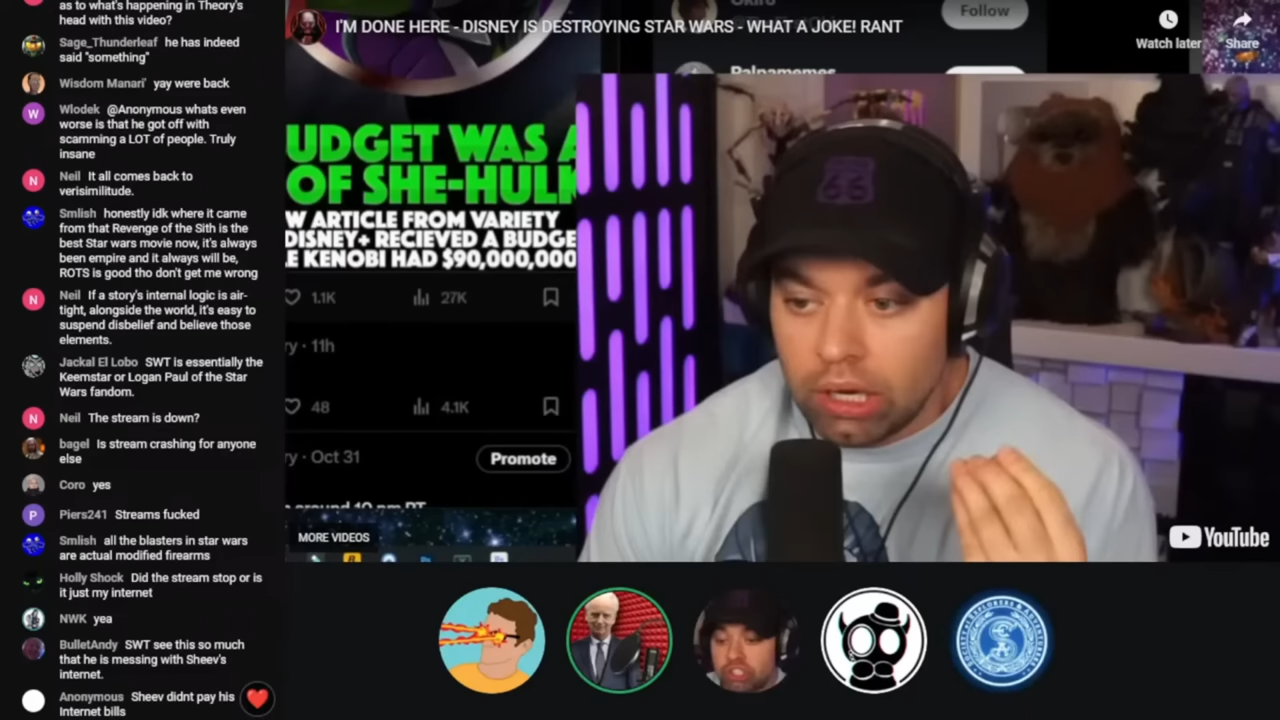 as to what's happening in Theory's
head with this video?
Sage_Thunderleaf he has indeed
said "something"
Wisdom Manari' yay were back
W
Wlodek @Anonymous whats even
worse is that he got off with
scamming a LOT of people. Truly
insane
N
Neil It all comes back to
verisimilitude.
Smlish honestly idk where it came
from that Revenge of the Sith is the
best Star wars movie now, it's always
been empire and it always will be,
ROTS is good tho don't get me wrong
N
Neil If a story's internal logic is air-
tight, alongside the world, it's easy to
suspend disbelief and believe those
elements.
Jackal El Lobo SWT is essentially the
Keemstar or Logan Paul of the Star
Wars fandom.
N
Neil The stream is down?
bagel Is stream crashing for anyone
else
Coro yes
P
Piers241 Streams fucked
Smlish all the blasters in star wars
are actual modified firearms
Holly Shock Did the stream stop or is
it just my internet
NWK yea
BulletAndy SWT see this so much
that he is messing with Sheev's
internet.
Anonymous Sheev didnt pay his
Internet bills
I'M DONE HERE - DISNEY IS DESTROYING STAR WARS - WHAT A JOKE! RANT
Follow
Watch later
Share
Palpamemes
UDGET WAS A
OF SHE-HULK
W ARTICLE FROM VARIETY
DISNEY+ RECIEVED A BUDGE
E KENOBI HAD $90,000,000
1.1K
27K
ry · 11h
48
4.1K
ry · Oct 31
Promote
around 10 pm PT
MORE VIDEOS
66
YouTube